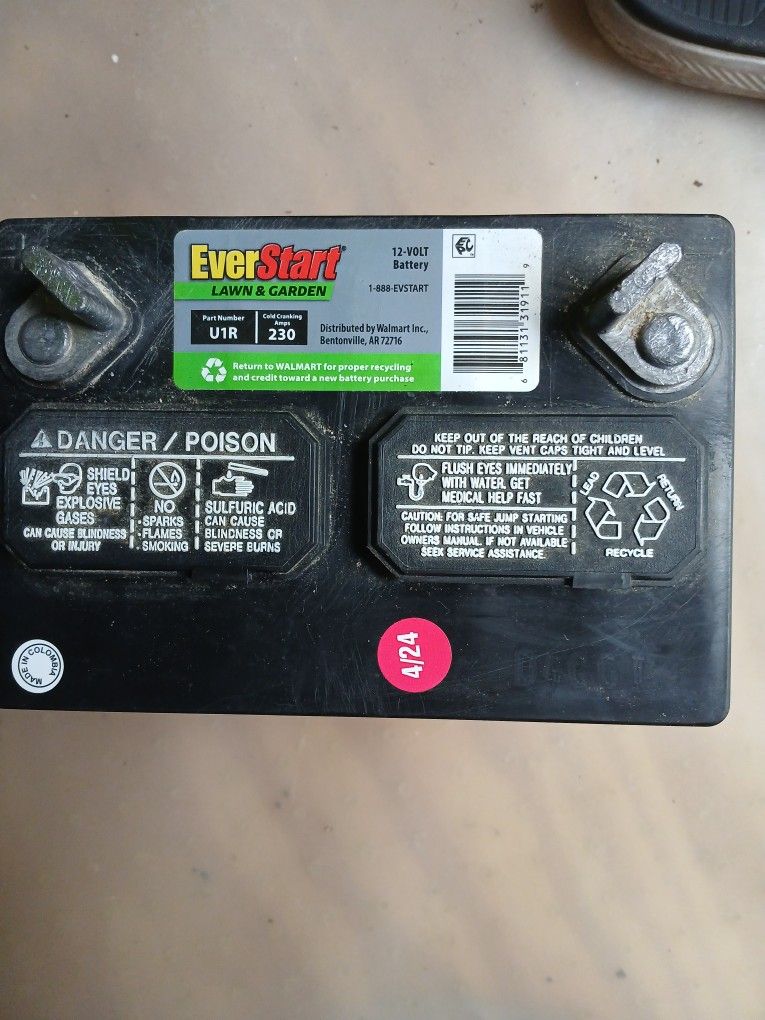 EverStart®
LAWN & GARDEN
12-VOLT
Battery
1-888-EVSTART
Part Number
U1R
Cold Cranking
Amps
230
Distributed by Walmart Inc.,
Bentonville, AR 72716
Return to WALMART for proper recycling
and credit toward a new battery purchase
6 81131 31911 9
DANGER / POISON
SHIELD
EYES
EXPLOSIVE
GASES
CAN CAUSE BLINDNESS
OR INJURY
NO
SPARKS
FLAMES
SMOKING
SULFURIC ACID
CAN CAUSE
BLINDNESS OR
SEVERE BURNS
KEEP OUT OF THE REACH OF CHILDREN
DO NOT TIP. KEEP VENT CAPS TIGHT AND LEVEL
FLUSH EYES IMMEDIATELY
WITH WATER. GET
MEDICAL HELP FAST
CAUTION: FOR SAFE JUMP STARTING
FOLLOW INSTRUCTIONS IN VEHICLE
OWNERS MANUAL. IF NOT AVAILABLE
SEEK SERVICE ASSISTANCE.
LEAD
RETURN
RECYCLE
MADE IN COLOMBIA
4/24